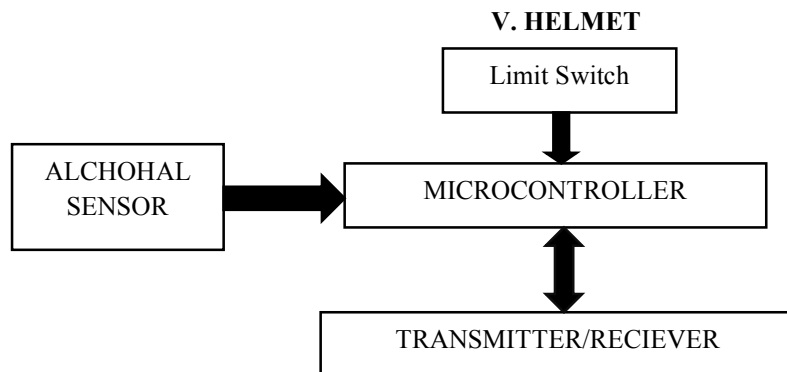 V. HELMET
Limit Switch
ALCHOHAL
SENSOR
MICROCONTROLLER
TRANSMITTER/RECIEVER